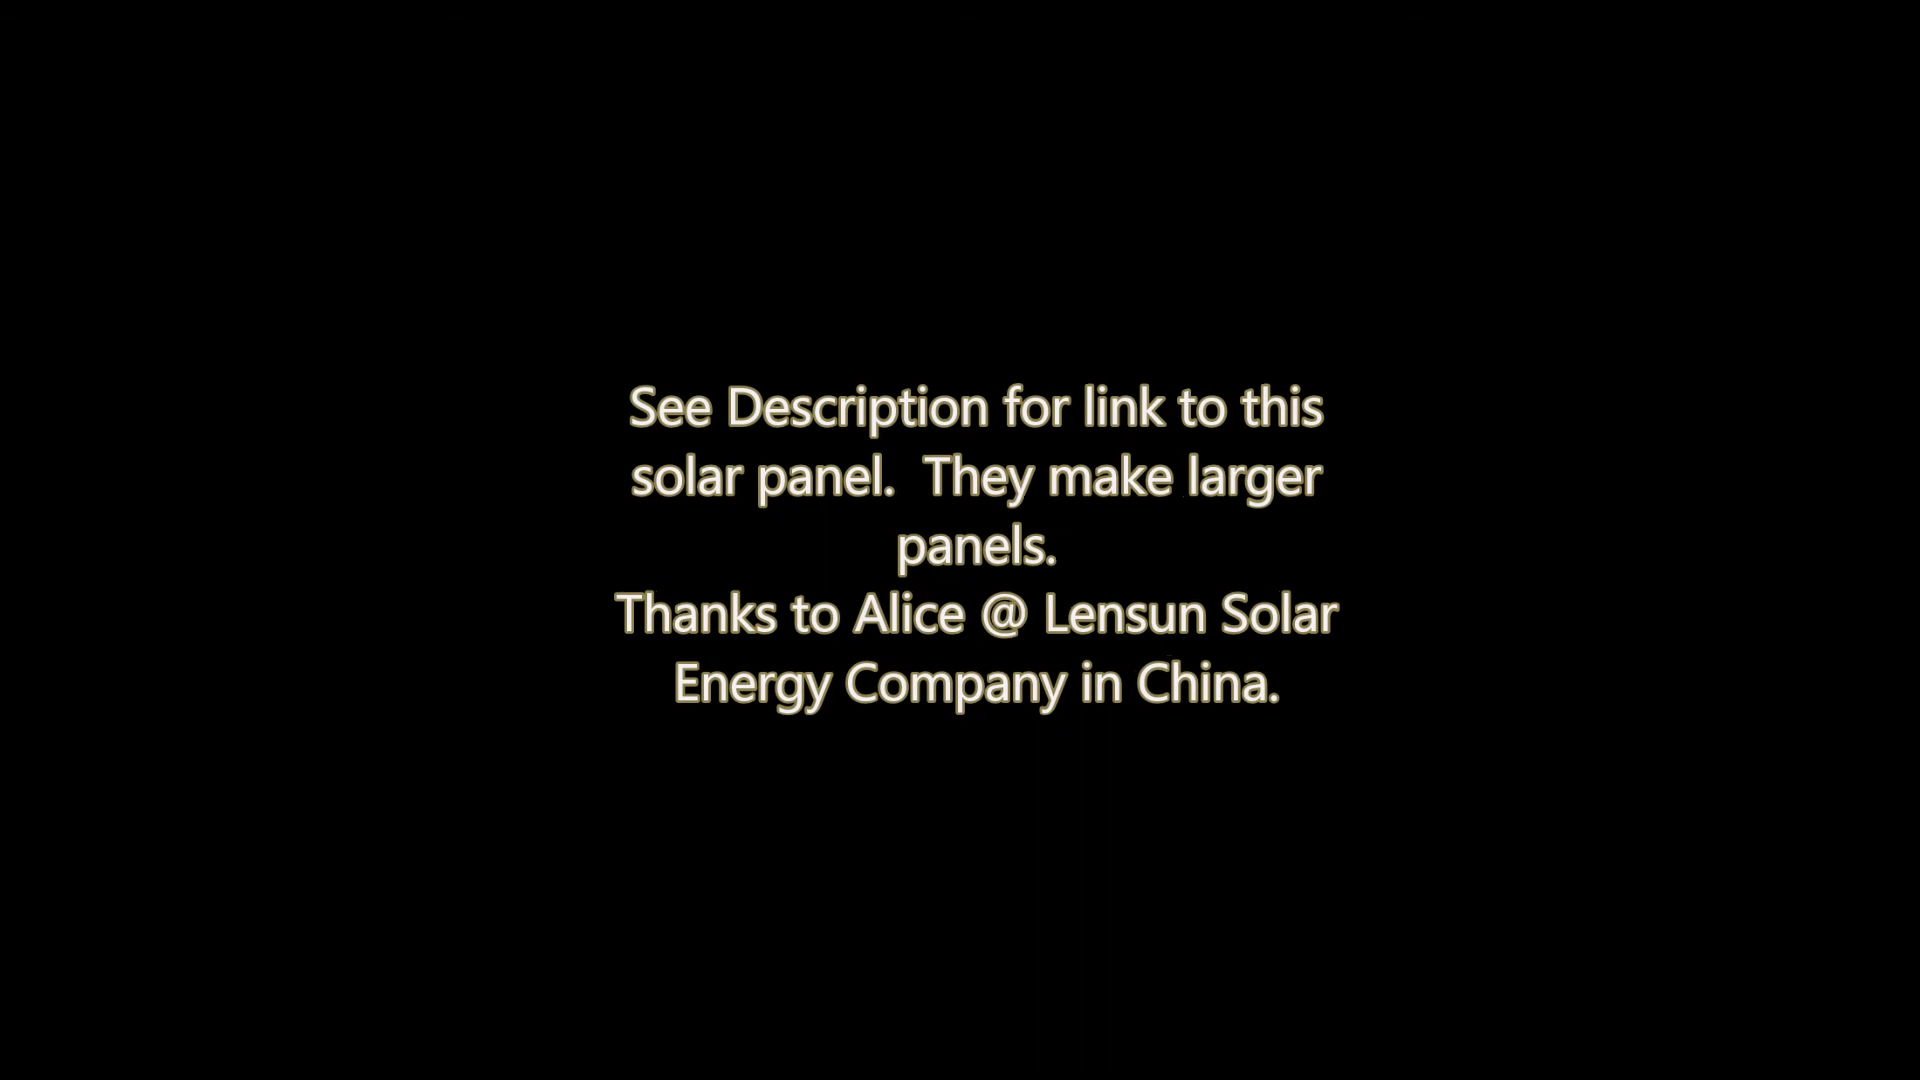 See Description for link to this
solar panel.  They make larger
panels.
Thanks to Alice @ Lensun Solar
Energy Company in China.